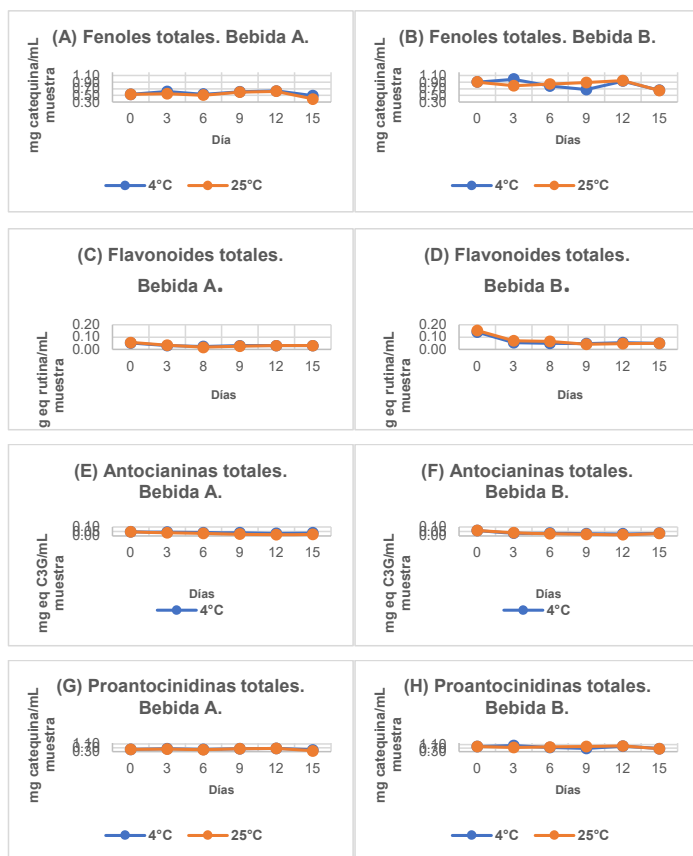 (A) Fenoles totales. Bebida A.
mg catequina/mL
muestra
1.10
0.90
0.70
0.50
0.30
0 3 6 9 12 15
Día
4°C 25°C
(B) Fenoles totales. Bebida B.
mg catequina/mL
muestra
1.10
0.90
0.70
0.50
0.30
0 3 6 9 12 15
Días
4°C 25°C
(C) Flavonoides totales.
Bebida A.
g eq rutina/mL
muestra
0.20
0.10
0.00
0 3 6 9 12 15
Días
(D) Flavonoides totales.
Bebida B.
g eq rutina/mL
muestra
0.20
0.10
0.00
0 3 6 9 12 15
Días
(E) Antocianinas totales.
Bebida A.
mg eq C3G/mL
muestra
0.10
0.00
0 3 6 9 12 15
Días
4°C
(F) Antocianinas totales.
Bebida B.
mg eq C3G/mL
muestra
0.10
0.00
0 3 6 9 12 15
Días
4°C
(G) Proantocinidinas totales.
Bebida A.
mg catequina/mL
muestra
1.10
0.70
0.30
0 3 6 9 12 15
Días
4°C 25°C
(H) Proantocinidinas totales.
Bebida B.
mg catequina/mL
muestra
1.10
0.70
0.30
0 3 6 9 12 15
Días
4°C 25°C